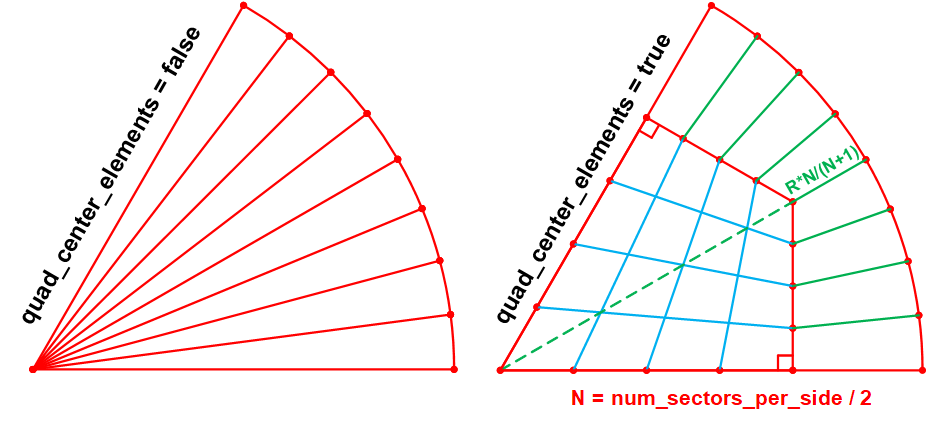 quad_center_elements = false
quad_center_elements = true
R*N/(N+1)
N = num_sectors_per_side / 2